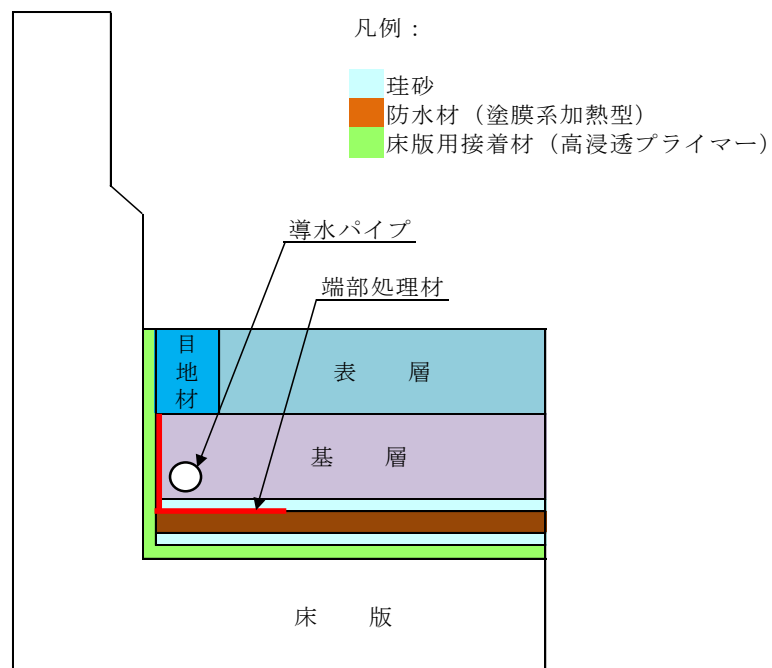 凡例：
珪砂
防水材（塗膜系加熱型）
床版用接着材（高浸透プライマー）
導水パイプ
端部処理材
目地材
表　層
基　層
床　版